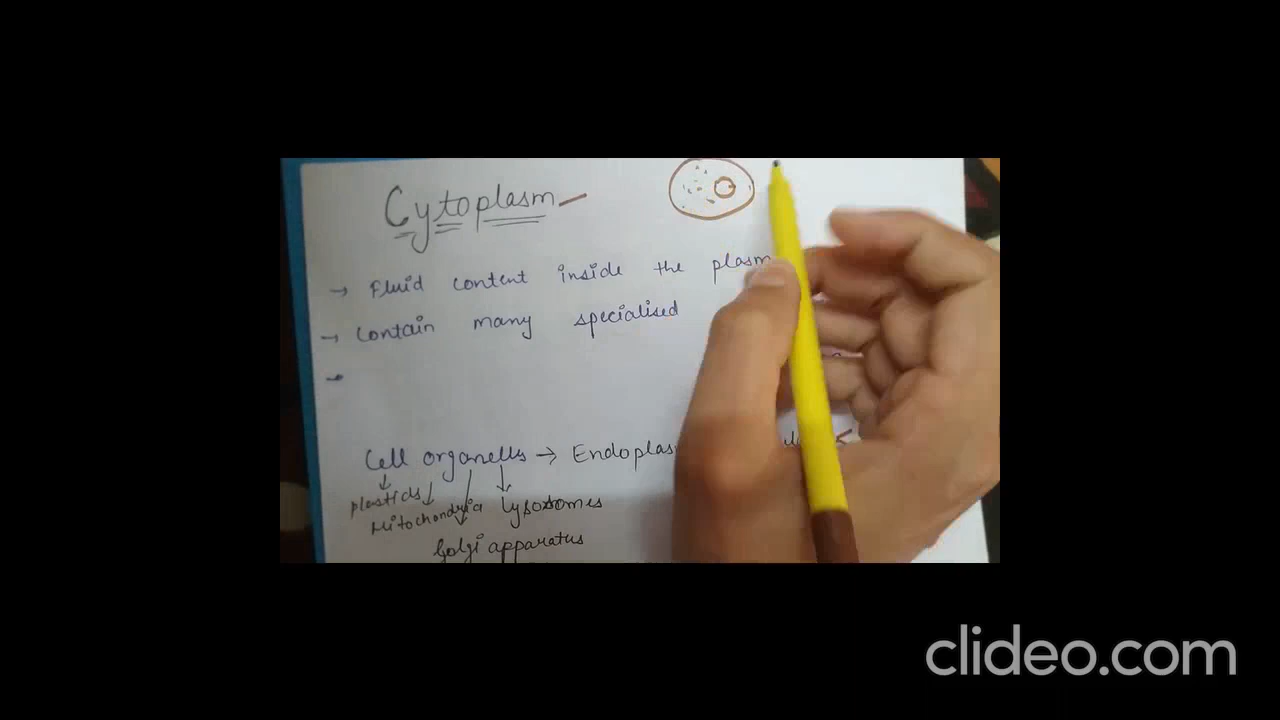 Cytoplasm
→ Fluid content inside the plasm
→ Contain many specialised
Cell organells → Endoplas
plastids
Mitochondria
lysosomes
Golgi apparatus
clideo.com